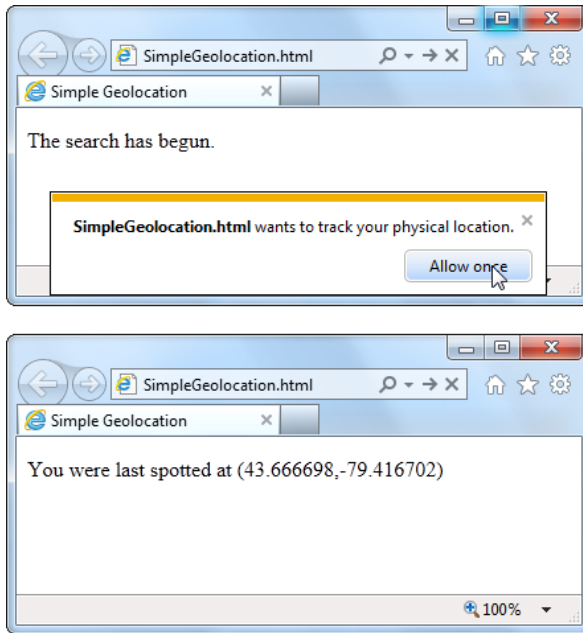 SimpleGeolocation.html
Simple Geolocation
The search has begun.
SimpleGeolocation.html wants to track your physical location.
Allow once
SimpleGeolocation.html
Simple Geolocation
You were last spotted at (43.666698,-79.416702)
100%